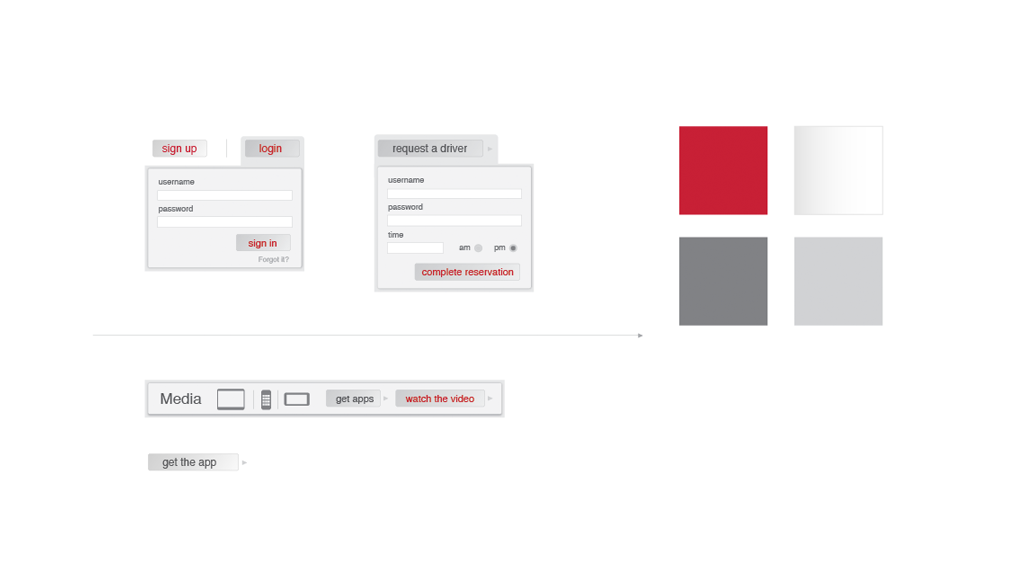 sign up
login
username
password
sign in
Forgot it?
request a driver
username
password
time
am
pm
complete reservation
Media
get apps
watch the video
get the app